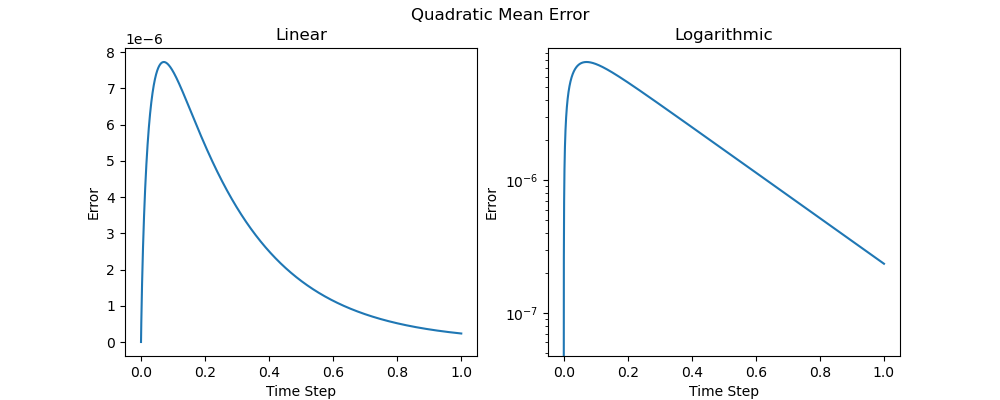 Quadratic Mean Error
Linear
1e−6
8
7
6
5
4
3
2
1
0
Error
0.0 0.2 0.4 0.6 0.8 1.0
Time Step
Logarithmic
10−6
10−7
Error
0.0 0.2 0.4 0.6 0.8 1.0
Time Step